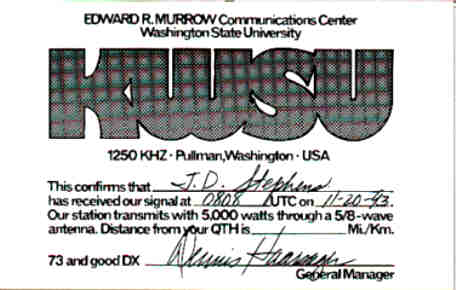 EDWARD R. MURROW Communications Center
Washington State University
KWSU
1250 KHZ · Pullman, Washington · USA
This confirms that J.D. Stephens
has received our signal at 0808 UTC on 11-20-93.
Our station transmits with 5,000 watts through a 5/8-wave
antenna. Distance from your QTH is Mi./Km.
73 and good DX Dennis
General Manager